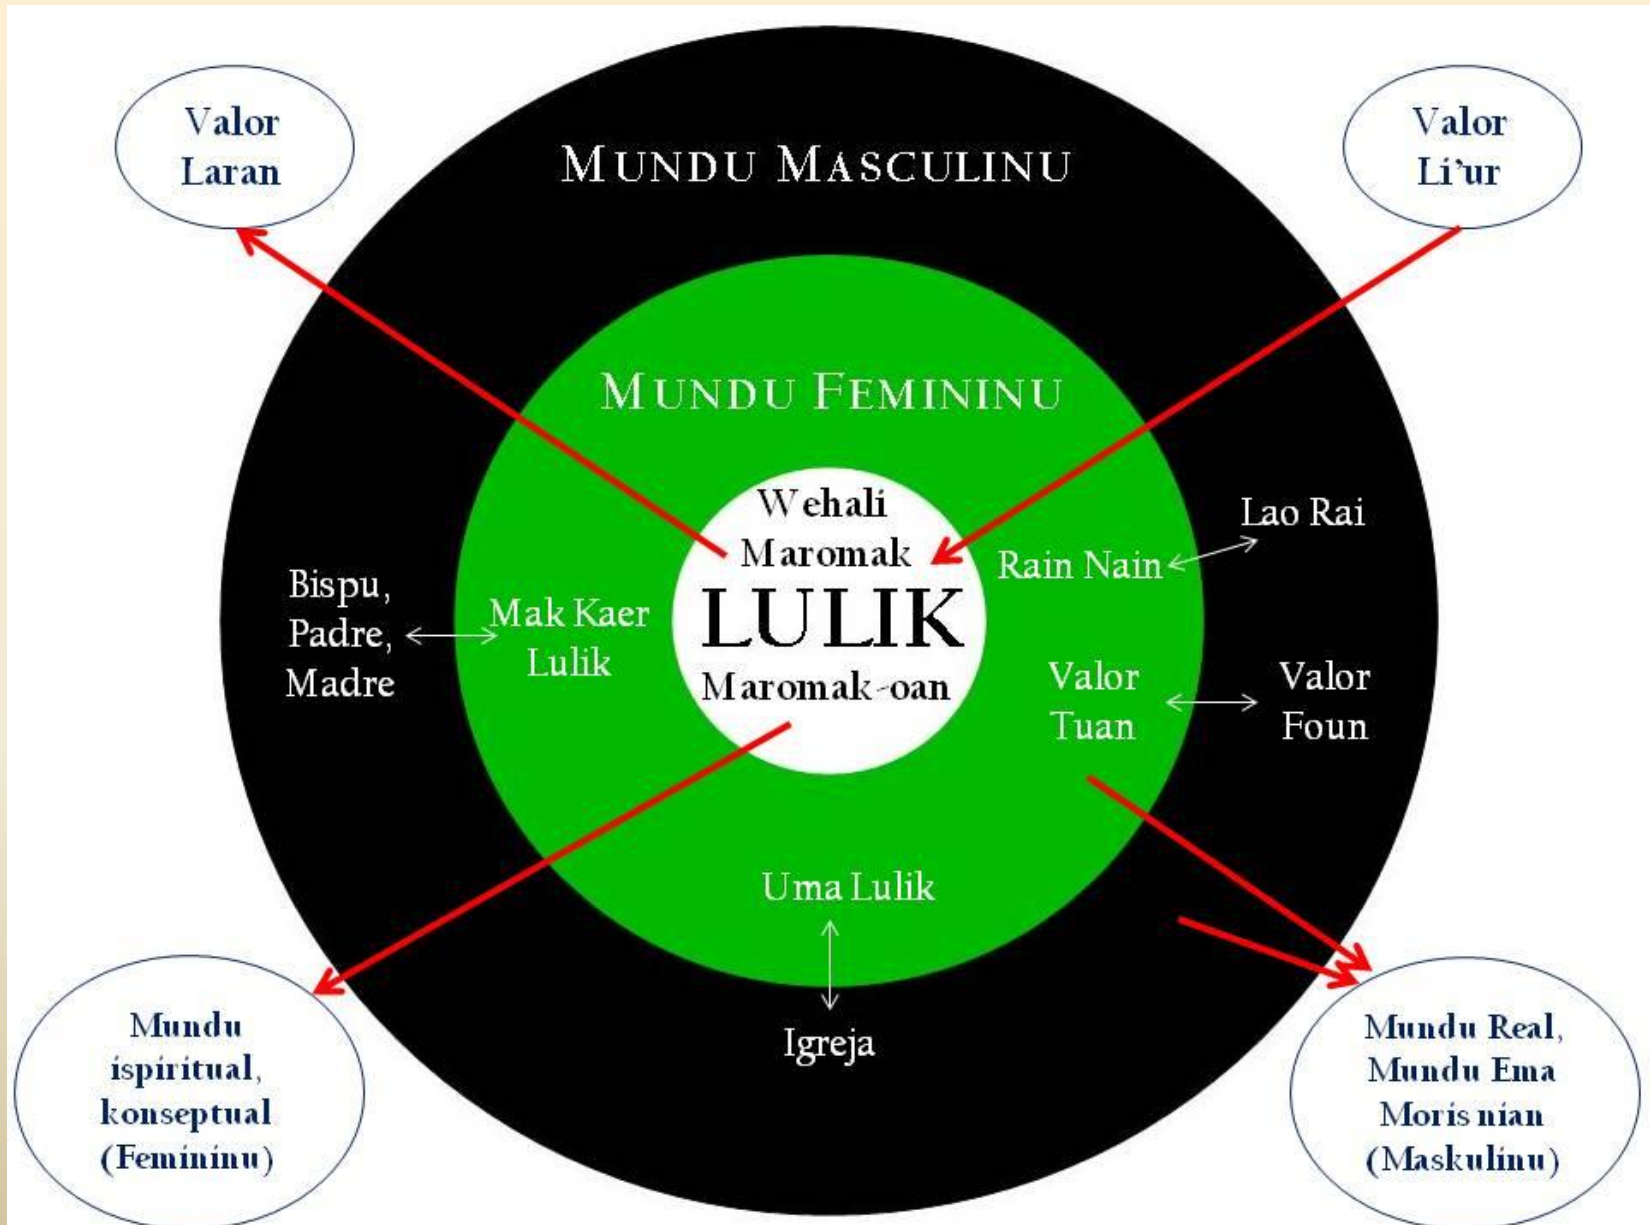 Valor
Laran
Valor
Li'ur
MUNDU MASCULINU
MUNDU FEMININU
Wehali
Maromak
LULIK
Maromak-oan
Lao Rai
Rain Nain
Bispu,
Padre,
Madre
Mak Kaer
Lulik
Valor
Tuan
Valor
Foun
Uma Lulik
Igreja
Mundu
ispiritual,
konseptual
(Femininu)
Mundu Real,
Mundu Ema
Moris nian
(Maskulinu)